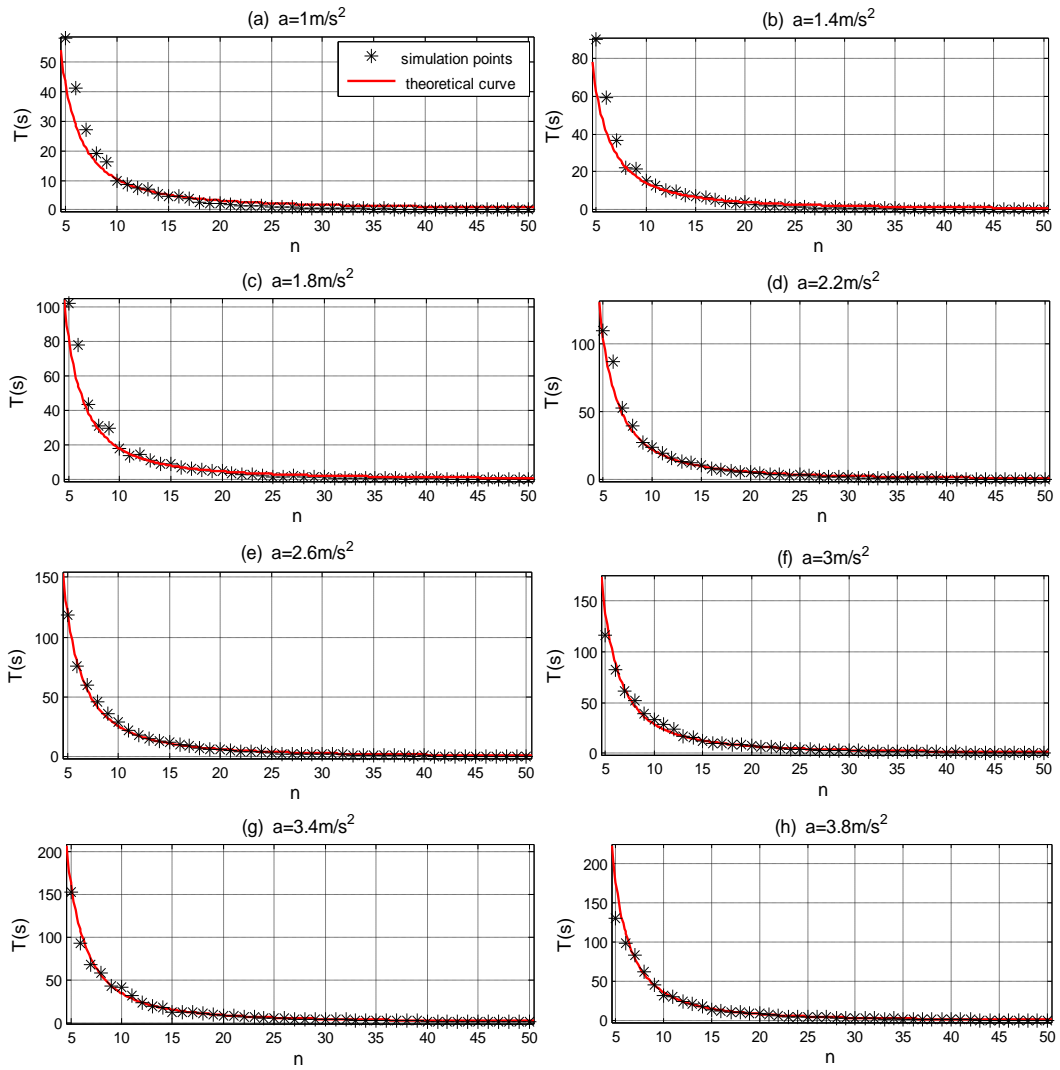 (a) a=1m/s²
T(s)
50
40
30
20
10
0
simulation points
theoretical curve
5 10 15 20 25 30 35 40 45 50
n
(b) a=1.4m/s²
T(s)
80
60
40
20
0
5 10 15 20 25 30 35 40 45 50
n
(c) a=1.8m/s²
T(s)
100
80
60
40
20
0
5 10 15 20 25 30 35 40 45 50
n
(d) a=2.2m/s²
T(s)
100
50
0
5 10 15 20 25 30 35 40 45 50
n
(e) a=2.6m/s²
T(s)
150
100
50
0
5 10 15 20 25 30 35 40 45 50
n
(f) a=3m/s²
T(s)
150
100
50
0
5 10 15 20 25 30 35 40 45 50
n
(g) a=3.4m/s²
T(s)
200
150
100
50
0
5 10 15 20 25 30 35 40 45 50
n
(h) a=3.8m/s²
T(s)
200
150
100
50
0
5 10 15 20 25 30 35 40 45 50
n